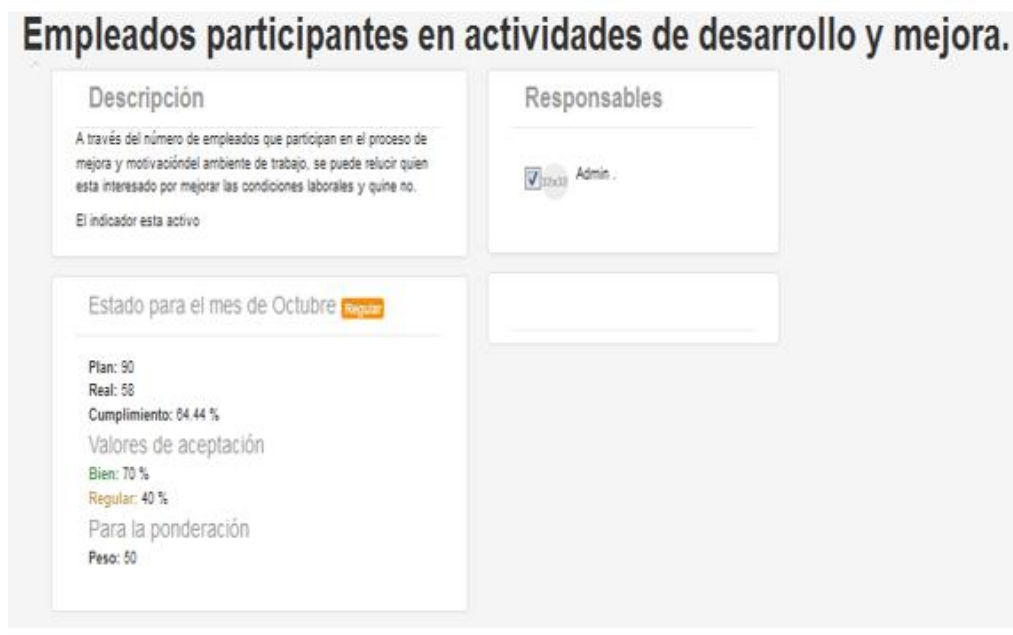 Empleados participantes en actividades de desarrollo y mejora.
Descripción
A través del número de empleados que participan en el proceso de
mejora y motivacióndel ambiente de trabajo, se puede relucir quien
esta interesado por mejorar las condiciones laborales y quine no.
El indicador esta activo
Responsables
Admin .
Estado para el mes de Octubre Regular
Plan: 90
Real: 58
Cumplimiento: 64.44 %
Valores de aceptación
Bien: 70 %
Regular: 40 %
Para la ponderación
Peso: 50